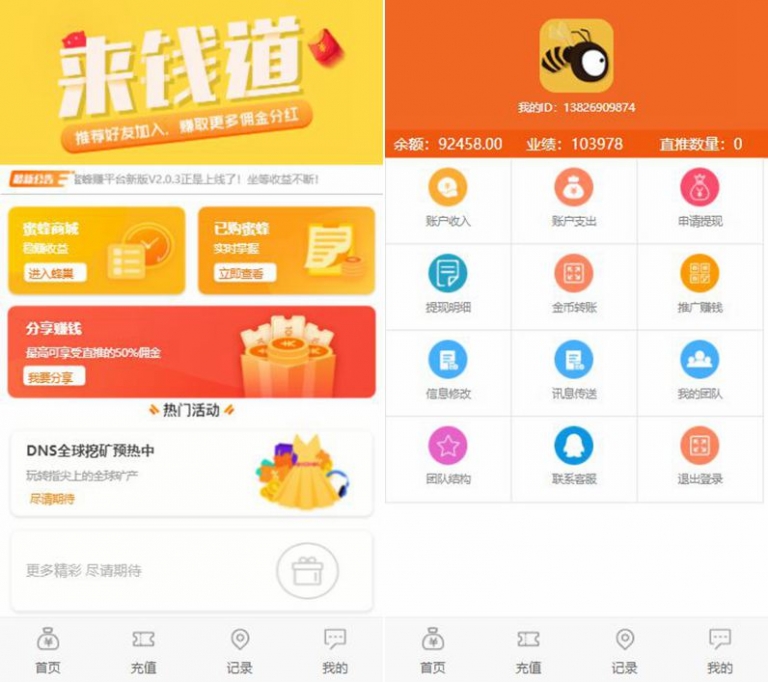 来钱道
推荐好友加入，赚取更多佣金分红
最新公告
蜜蜂赚平台新版V2.0.3正是上线了！坐等收益不断！
蜜蜂商城
稳赚收益
进入蜂巢
已购蜜蜂
实时掌握
立即查看
分享赚钱
最高可享受直推的50%佣金
我要分享
热门活动
DNS全球挖矿预热中
玩转指尖上的全球矿产
尽请期待
更多精彩 尽请期待
首页
充值
记录
我的
我的ID：13826909874
余额：92458.00
业绩：103978
直推数量：0
账户收入
账户支出
申请提现
提现明细
金币转账
推广赚钱
信息修改
讯息传送
我的团队
团队结构
联系客服
退出登录
首页
充值
记录
我的